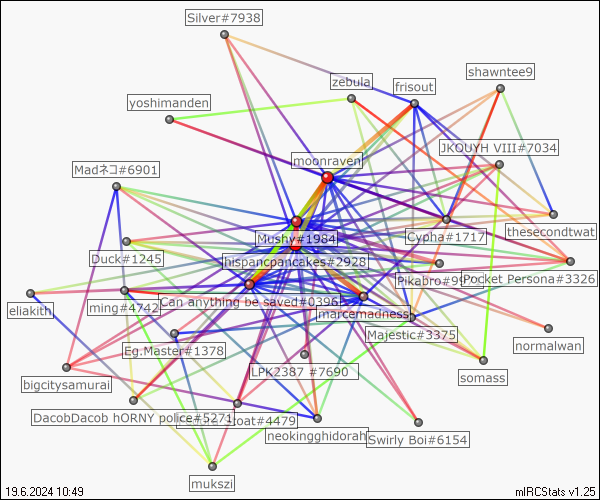 Silver#7938
shawntee9
zebula
frisout
yoshimanden
JKOUYH VIII#7034
moonraven
Madネコ#6901
thesecondtwat
Mushy#1984
Cypha#1717
Duck#1245
hispancpancakes#2928
Pikabro#99
Pocket Persona#3326
eliakith
ming#4742
Can anything be saved#0396
marcemadness
Majestic#3375
normalwan
Eg.Master#1378
LPK2387 #7690
somass
bigcitysamurai
DacobDacob hORNY police#5271
oat#4479
neokingghidorah
Swirly Boi#6154
mukszi
19.6.2024 10:49
mIRCStats v1.25